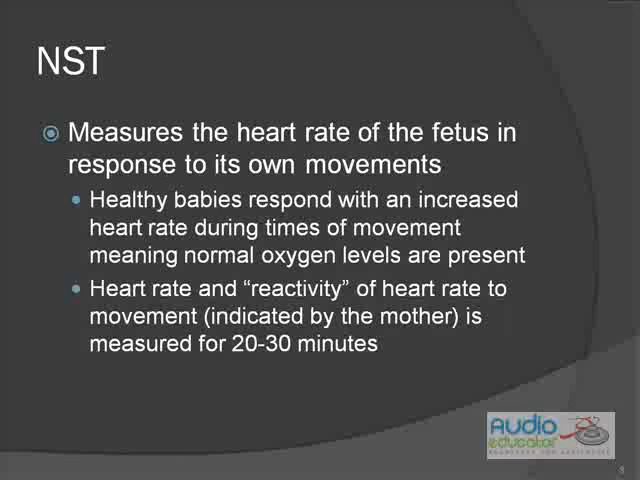 NST
Measures the heart rate of the fetus in
response to its own movements
Healthy babies respond with an increased
heart rate during times of movement
meaning normal oxygen levels are present
Heart rate and “reactivity” of heart rate to
movement (indicated by the mother) is
measured for 20-30 minutes
AUDIO
educator